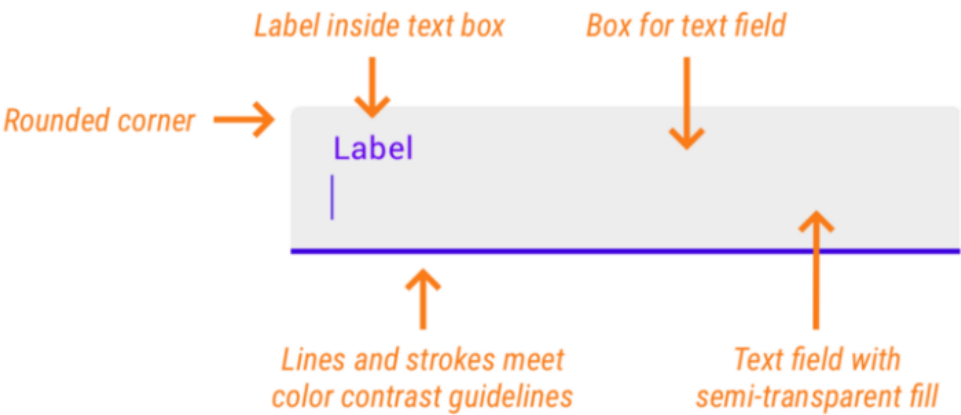 Label inside text box
Box for text field
Rounded corner
Label
Lines and strokes meet
color contrast guidelines
Text field with
semi-transparent fill